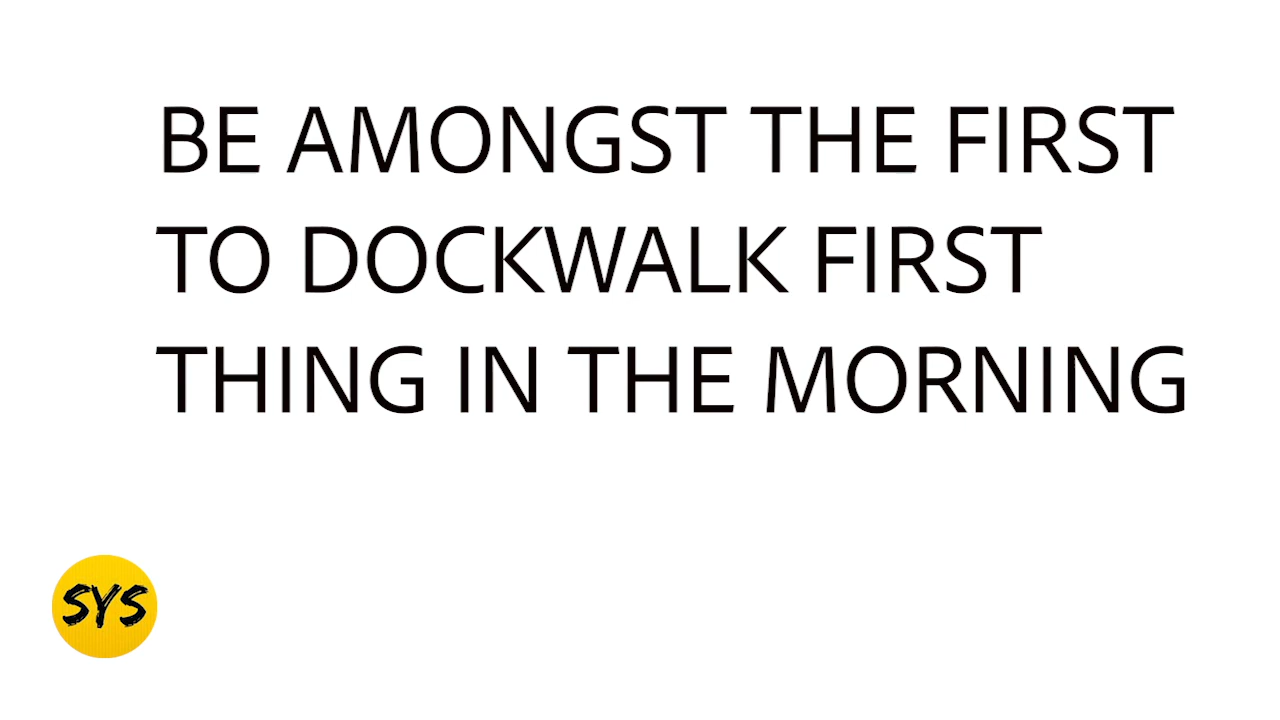 BE AMONGST THE FIRST
TO DOCKWALK FIRST
THING IN THE MORNING
SYS